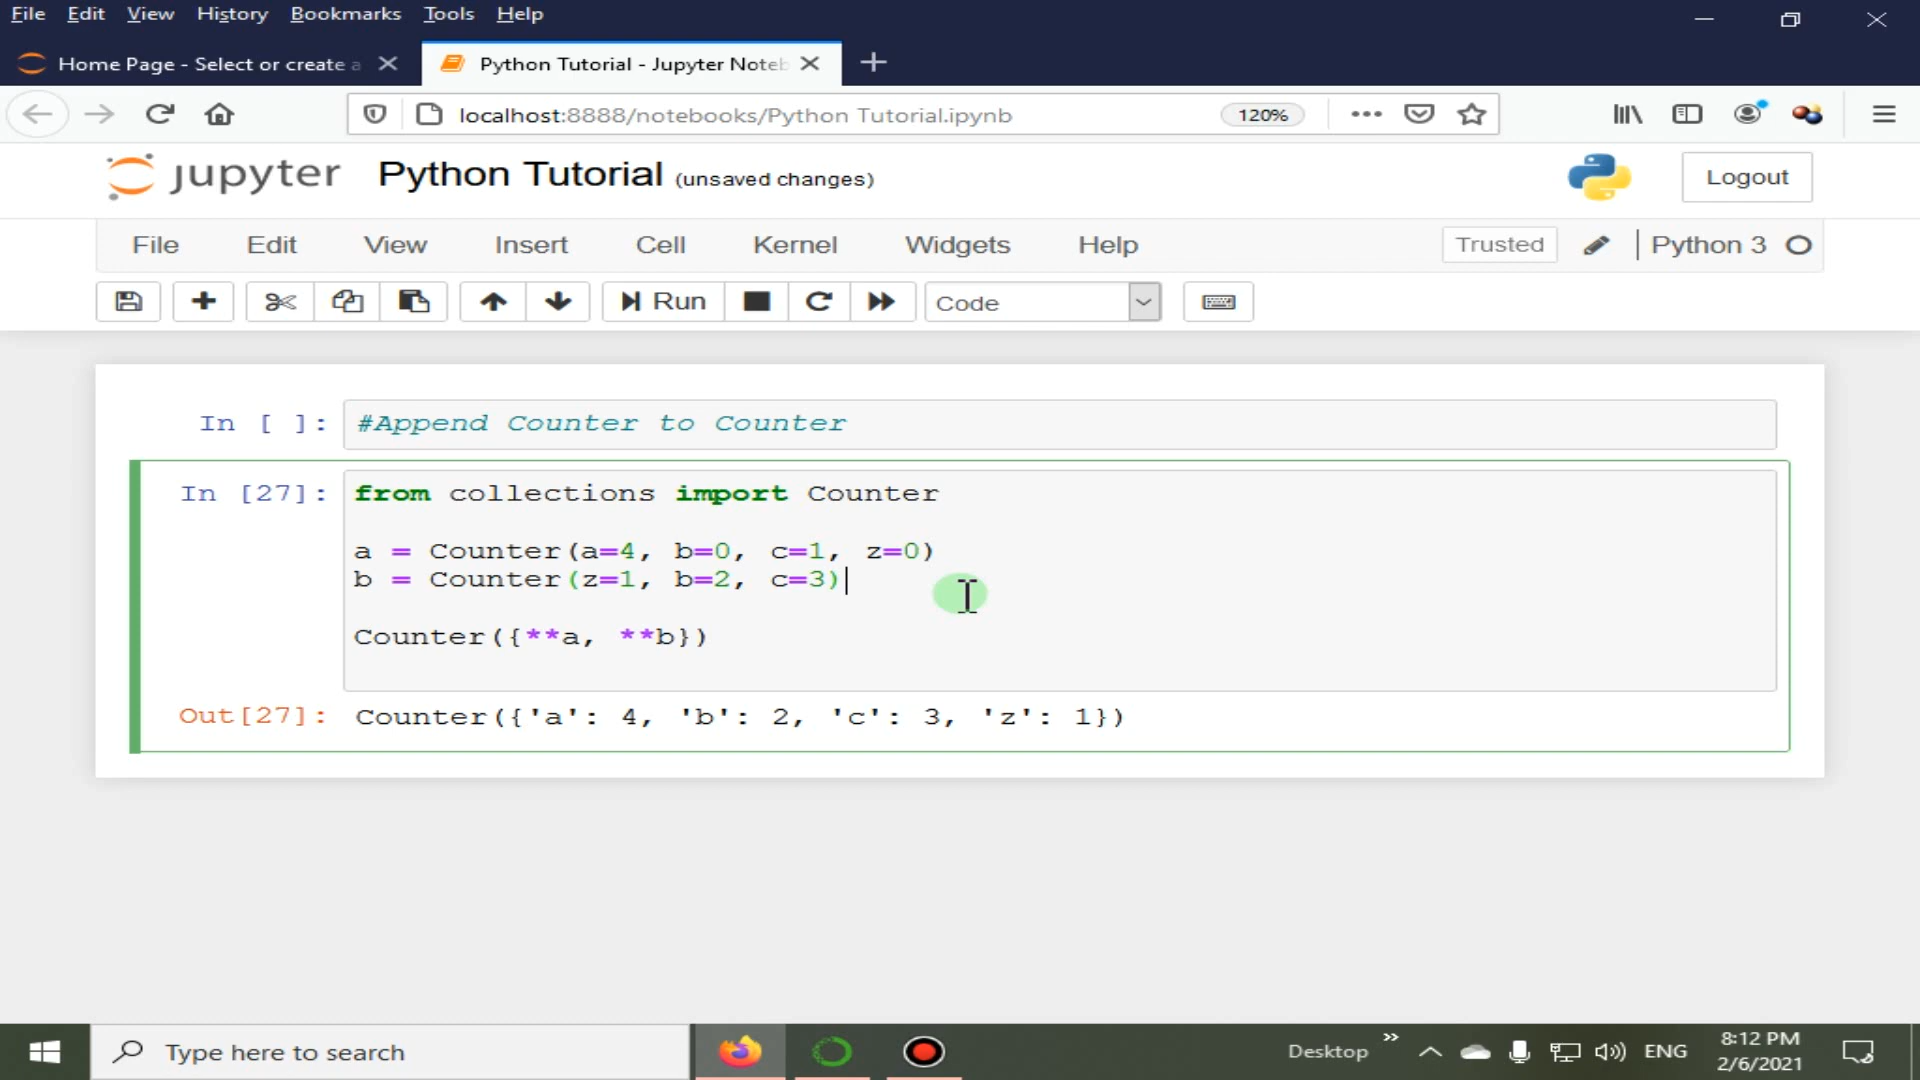 File Edit View History Bookmarks Tools Help
Home Page - Select or create a
Python Tutorial - Jupyter Noteb
localhost:8888/notebooks/Python Tutorial.ipynb 120%
jupyter Python Tutorial (unsaved changes) Logout
File Edit View Insert Cell Kernel Widgets Help Trusted Python 3
Run Code
In [ ]: #Append Counter to Counter
In [27]: from collections import Counter
a = Counter(a=4, b=0, c=1, z=0)
b = Counter(z=1, b=2, c=3)
Counter({**a, **b})
Out[27]: Counter({'a': 4, 'b': 2, 'c': 3, 'z': 1})
Type here to search Desktop ENG 8:12 PM
2/6/2021